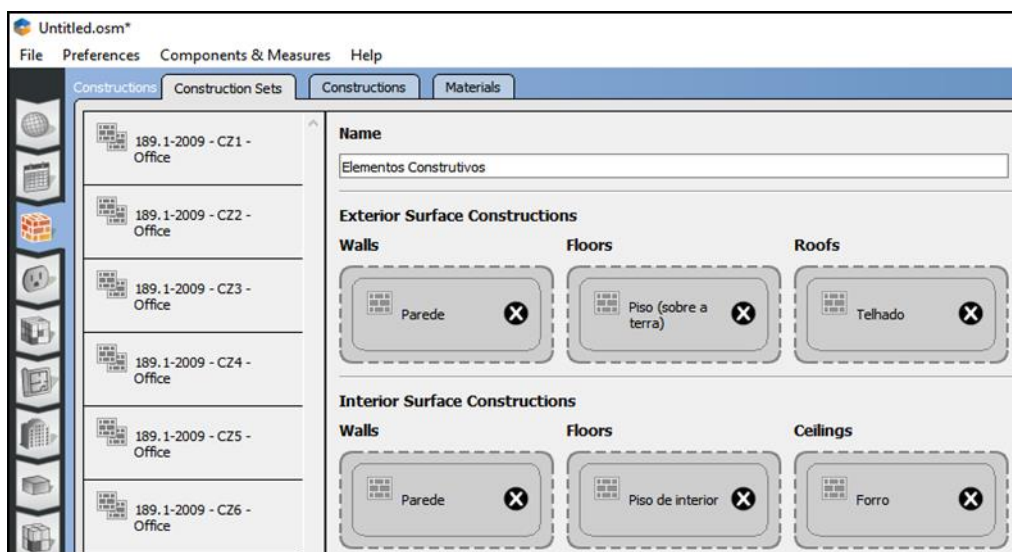 Untitled.osm*
File Preferences Components & Measures Help
Constructions Construction Sets Constructions Materials
189.1-2009 - CZ1 -
Office
189.1-2009 - CZ2 -
Office
189.1-2009 - CZ3 -
Office
189.1-2009 - CZ4 -
Office
189.1-2009 - CZ5 -
Office
189.1-2009 - CZ6 -
Office
Name
Elementos Construtivos
Exterior Surface Constructions
Walls Floors Roofs
Parede
Piso (sobre a
terra)
Telhado
Interior Surface Constructions
Walls Floors Ceilings
Parede Piso de interior Forro